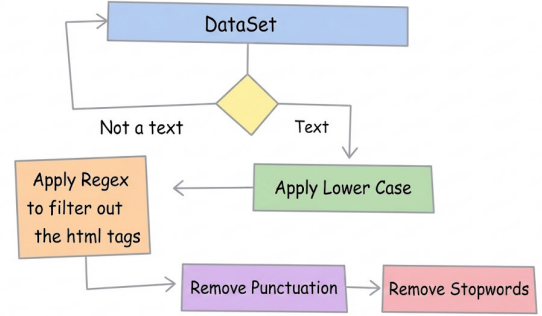 DataSet
Not a text
Text
Apply Lower Case
Apply Regex
to filter out
the html tags
Remove Punctuation
Remove Stopwords